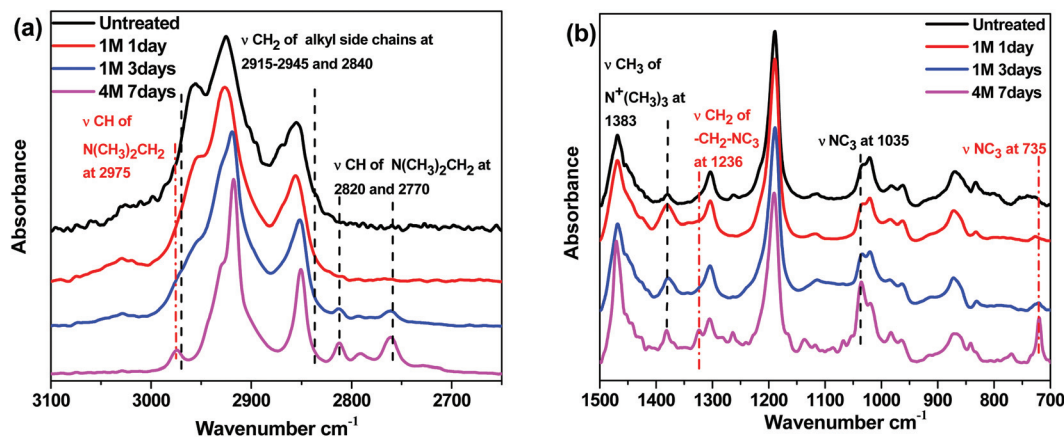 (a)
Untreated
1M 1day
1M 3days
4M 7days
ν CH2 of alkyl side chains at
2915-2945 and 2840
ν CH of
N(CH3)2CH2
at 2975
ν CH of N(CH3)2CH2 at
2820 and 2770
Absorbance
3100 3000 2900 2800 2700
Wavenumber cm-1
(b)
Untreated
1M 1day
1M 3days
4M 7days
ν CH3 of
N+(CH3)3 at
1383
ν CH2 of
-CH2-NC3
at 1236
ν NC3 at 1035
ν NC3 at 735
Absorbance
1500 1400 1300 1200 1100 1000 900 800 700
Wavenumber cm-1